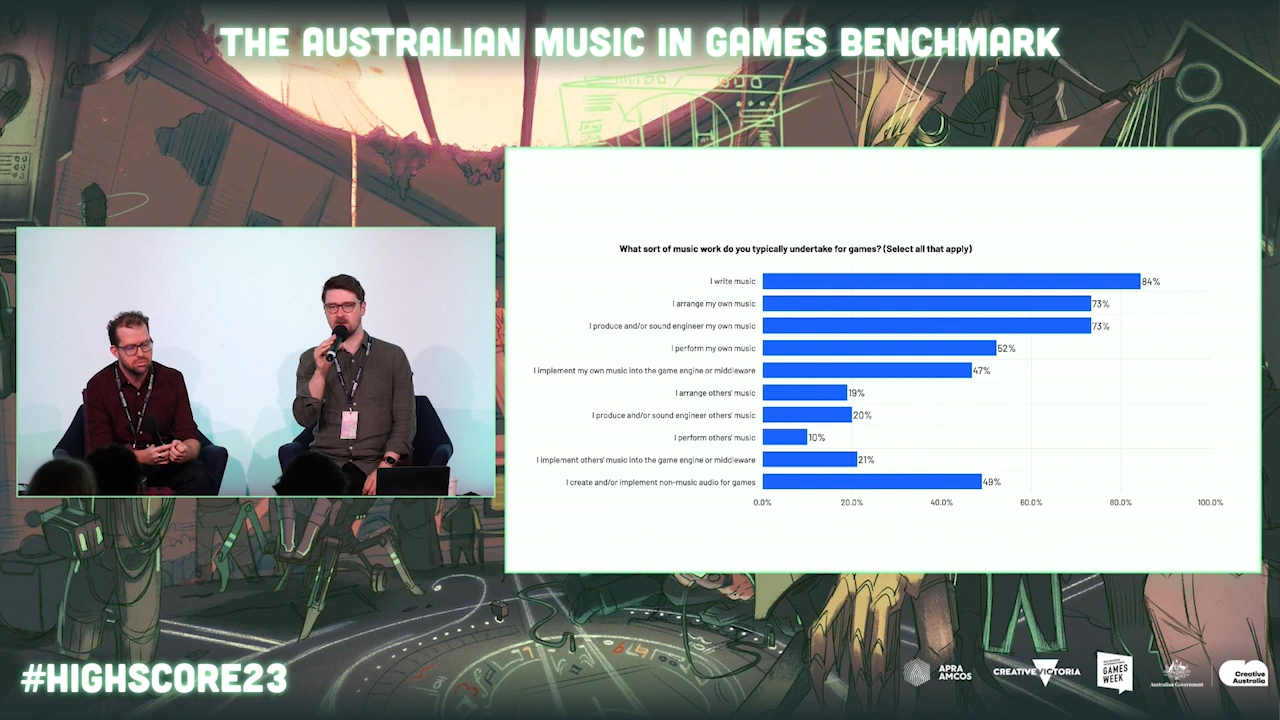 THE AUSTRALIAN MUSIC IN GAMES BENCHMARK
What sort of music work do you typically undertake for games? (Select all that apply)
I write music 84%
I arrange my own music 73%
I produce and/or sound engineer my own music 73%
I perform my own music 52%
I implement my own music into the game engine or middleware 47%
I arrange others' music 19%
I produce and/or sound engineer others' music 20%
I perform others' music 10%
I implement others' music into the game engine or middleware 21%
I create and/or implement non-music audio for games 49%
0.0% 20.0% 40.0% 60.0% 80.0% 100.0%
#HIGHSCORE23
APRA
AMCOS
CREATIVE VICTORIA
GAMES
WEEK
Australian Government
Creative
Australia